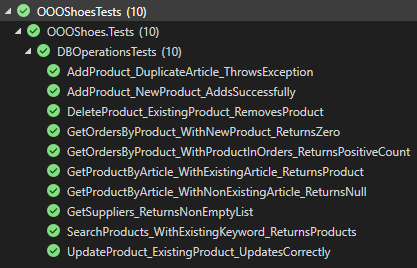 OOOShoesTests (10)
OOOShoes.Tests (10)
DBOperationsTests (10)
AddProduct_DuplicateArticle_ThrowsException
AddProduct_NewProduct_AddsSuccessfully
DeleteProduct_ExistingProduct_RemovesProduct
GetOrdersByProduct_WithNewProduct_ReturnsZero
GetOrdersByProduct_WithProductInOrders_ReturnsPositiveCount
GetProductByArticle_WithExistingArticle_ReturnsProduct
GetProductByArticle_WithNonExistingArticle_ReturnsNull
GetSuppliers_ReturnsNonEmptyList
SearchProducts_WithExistingKeyword_ReturnsProducts
UpdateProduct_ExistingProduct_UpdatesCorrectly